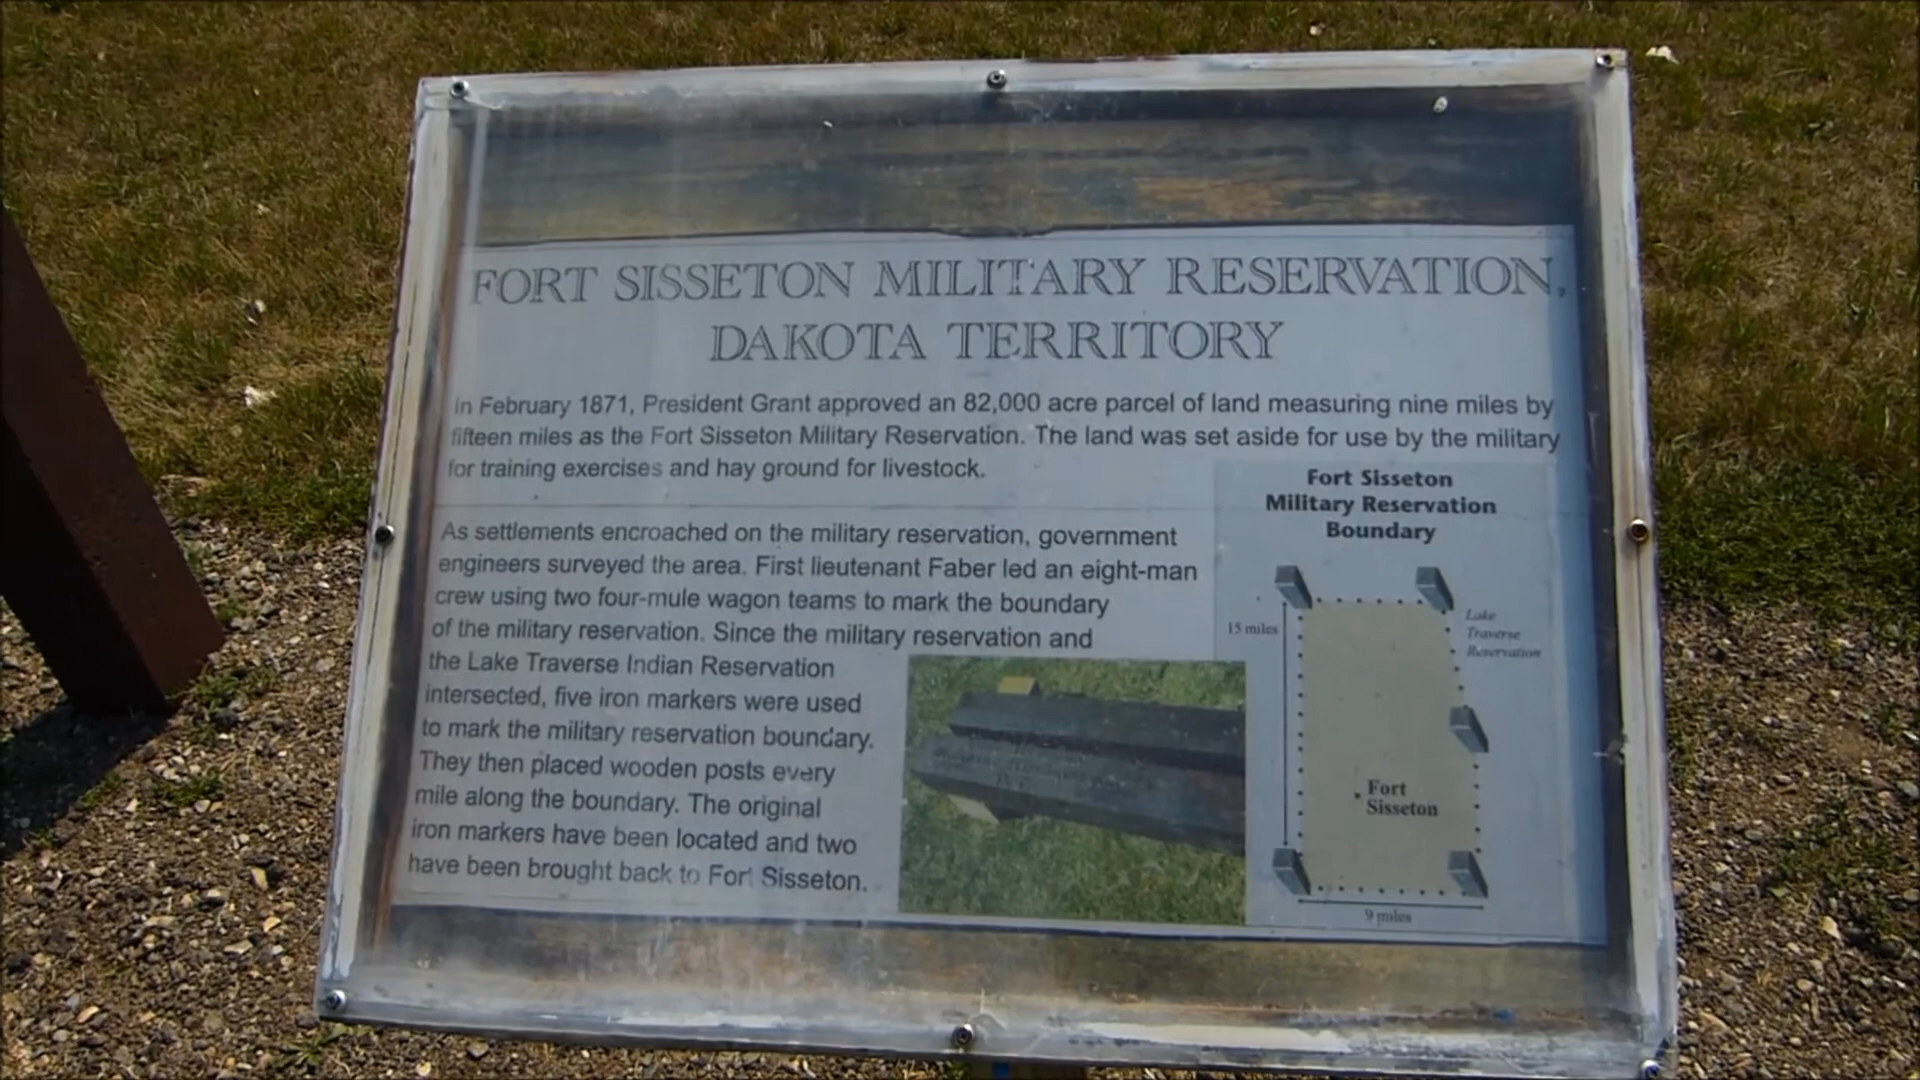 FORT SISSETON MILITARY RESERVATION,
DAKOTA TERRITORY
In February 1871, President Grant approved an 82,000 acre parcel of land measuring nine miles by
fifteen miles as the Fort Sisseton Military Reservation. The land was set aside for use by the military
for training exercises and hay ground for livestock.
As settlements encroached on the military reservation, government
engineers surveyed the area. First lieutenant Faber led an eight-man
crew using two four-mule wagon teams to mark the boundary
of the military reservation. Since the military reservation and
the Lake Traverse Indian Reservation
intersected, five iron markers were used
to mark the military reservation boundary.
They then placed wooden posts every
mile along the boundary. The original
iron markers have been located and two
have been brought back to Fort Sisseton.
Fort Sisseton
Military Reservation
Boundary
15 miles
Lake
Traverse
Reservation
Fort
Sisseton
9 miles